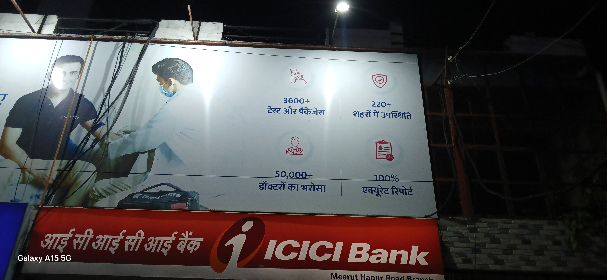 3600+
टेस्ट और पैकेजेस
220+
शहरों में उपस्थिति
50,000+
डॉक्टरों का भरोसा
100%
एक्यूरेट रिपोर्ट
आई सी आई सी आई बैंक
ICICI Bank
Meerut Hapur Road Branch
Galaxy A15 5G